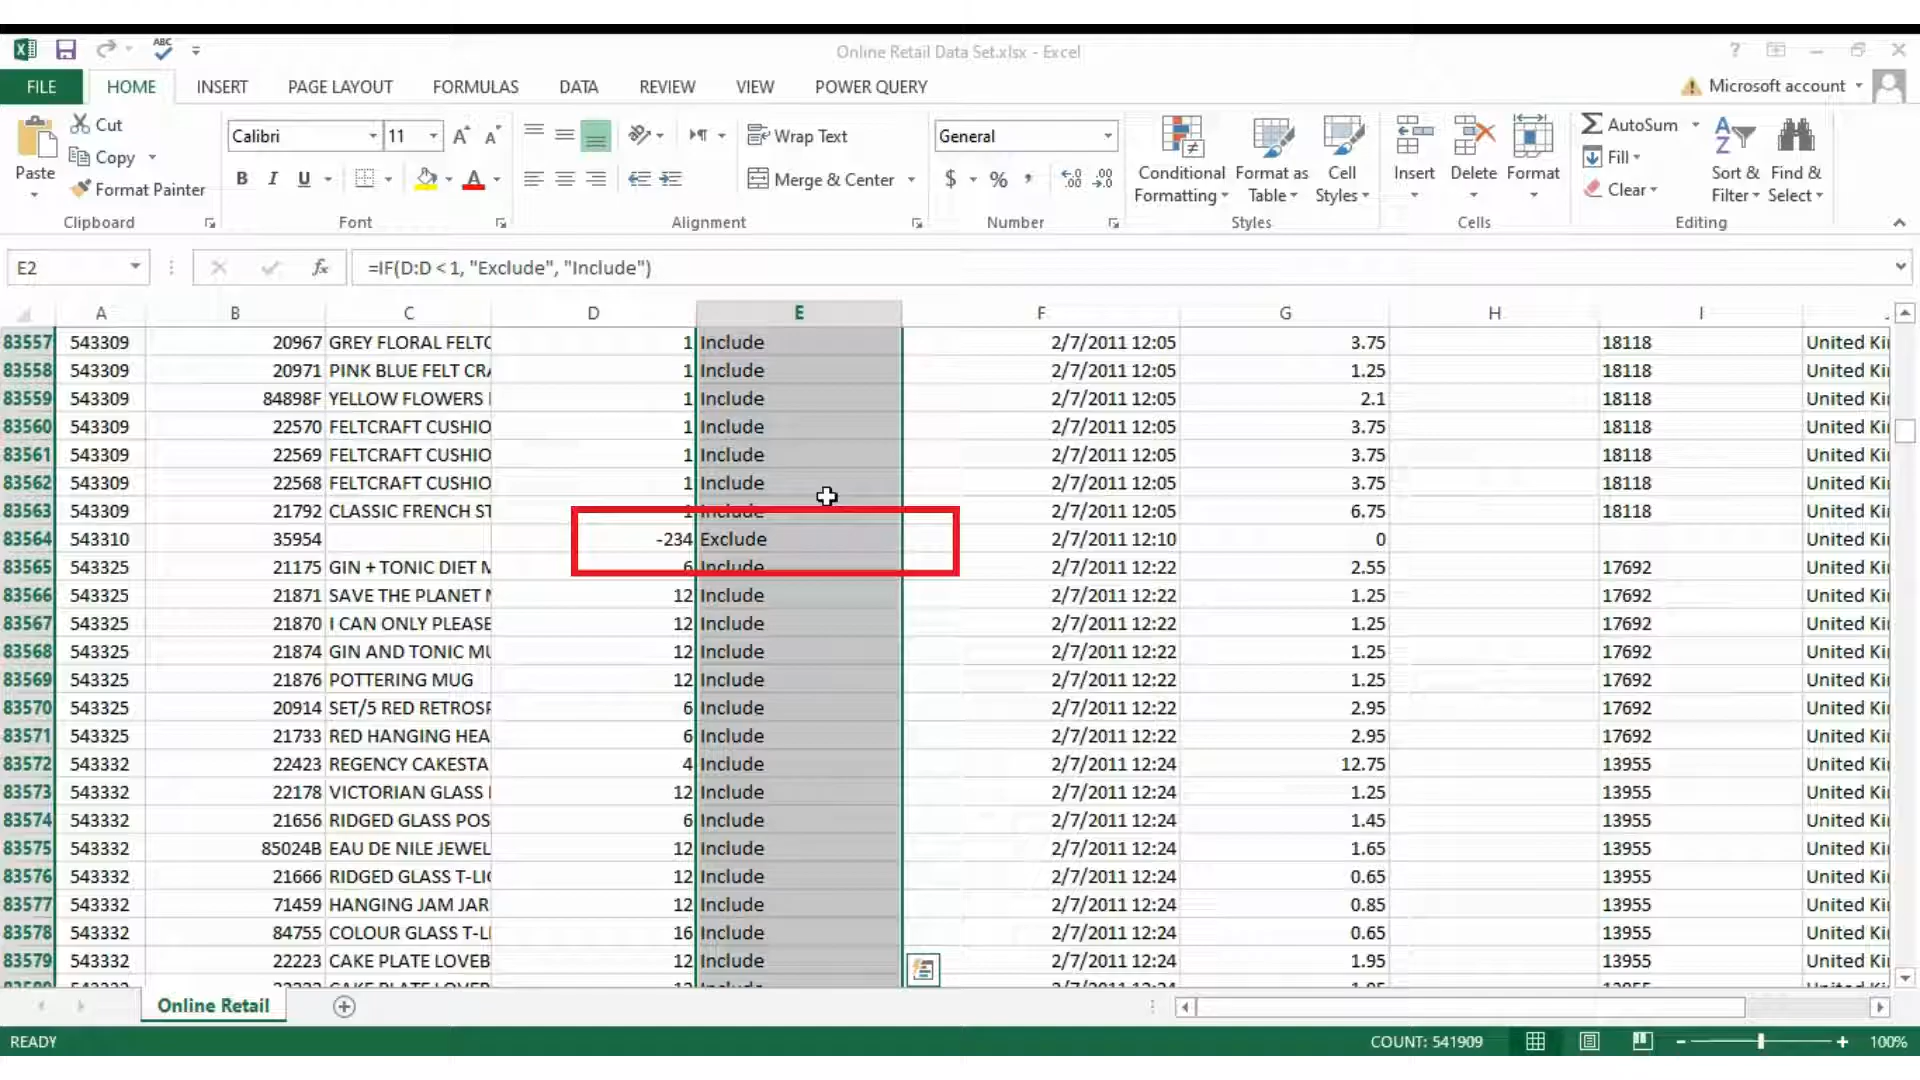 ABC
Online Retail Data Set.xlsx - Excel
?
FILE HOME INSERT PAGE LAYOUT FORMULAS DATA REVIEW VIEW POWER QUERY Microsoft account
Paste Cut Copy Format Painter Clipboard
Calibri 11 B I U A Font
Wrap Text Merge & Center Alignment
General $ % , Number
Conditional Formatting Format as Table Cell Styles Styles
Insert Delete Format Cells
AutoSum Fill Clear Sort & Filter Find & Select Editing
E2 fx =IF(D:D < 1, "Exclude", "Include")
A B C D E F G H I
83557 543309 20967 GREY FLORAL FELTC 1 Include 2/7/2011 12:05 3.75 18118 United Ki
83558 543309 20971 PINK BLUE FELT CR 1 Include 2/7/2011 12:05 1.25 18118 United Ki
83559 543309 84898F YELLOW FLOWERS 1 Include 2/7/2011 12:05 2.1 18118 United Ki
83560 543309 22570 FELTCRAFT CUSHIO 1 Include 2/7/2011 12:05 3.75 18118 United Ki
83561 543309 22569 FELTCRAFT CUSHIO 1 Include 2/7/2011 12:05 3.75 18118 United Ki
83562 543309 22568 FELTCRAFT CUSHIO 1 Include 2/7/2011 12:05 3.75 18118 United Ki
83563 543309 21792 CLASSIC FRENCH ST 1 Include 2/7/2011 12:05 6.75 18118 United Ki
83564 543310 35954 -234 Exclude 2/7/2011 12:10 0 United Ki
83565 543325 21175 GIN + TONIC DIET M 6 Include 2/7/2011 12:22 2.55 17692 United Ki
83566 543325 21871 SAVE THE PLANET 12 Include 2/7/2011 12:22 1.25 17692 United Ki
83567 543325 21870 I CAN ONLY PLEASE 12 Include 2/7/2011 12:22 1.25 17692 United Ki
83568 543325 21874 GIN AND TONIC MU 12 Include 2/7/2011 12:22 1.25 17692 United Ki
83569 543325 21876 POTTERING MUG 12 Include 2/7/2011 12:22 1.25 17692 United Ki
83570 543325 20914 SET/5 RED RETROSP 6 Include 2/7/2011 12:22 2.95 17692 United Ki
83571 543325 21733 RED HANGING HEA 6 Include 2/7/2011 12:22 2.95 17692 United Ki
83572 543332 22423 REGENCY CAKESTA 4 Include 2/7/2011 12:24 12.75 13955 United Ki
83573 543332 22178 VICTORIAN GLASS 12 Include 2/7/2011 12:24 1.25 13955 United Ki
83574 543332 21656 RIDGED GLASS POS 6 Include 2/7/2011 12:24 1.45 13955 United Ki
83575 543332 85024B EAU DE NILE JEWEL 12 Include 2/7/2011 12:24 1.65 13955 United Ki
83576 543332 21666 RIDGED GLASS T-LI 12 Include 2/7/2011 12:24 0.65 13955 United Ki
83577 543332 71459 HANGING JAM JAR 12 Include 2/7/2011 12:24 0.85 13955 United Ki
83578 543332 84755 COLOUR GLASS T-L 16 Include 2/7/2011 12:24 0.65 13955 United Ki
83579 543332 22223 CAKE PLATE LOVEB 12 Include 2/7/2011 12:24 1.95 13955 United Ki
Online Retail
READY COUNT: 541909 100%